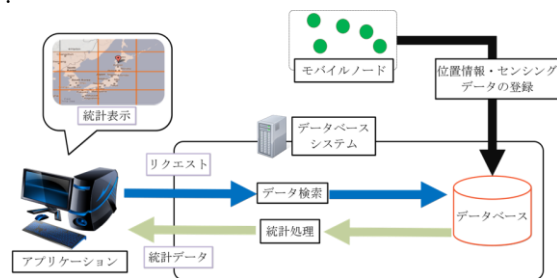 統計表示
モバイルノード
位置情報・センシング
データの登録
データベース
システム
リクエスト
データ検索
データベース
統計処理
統計データ
アプリケーション